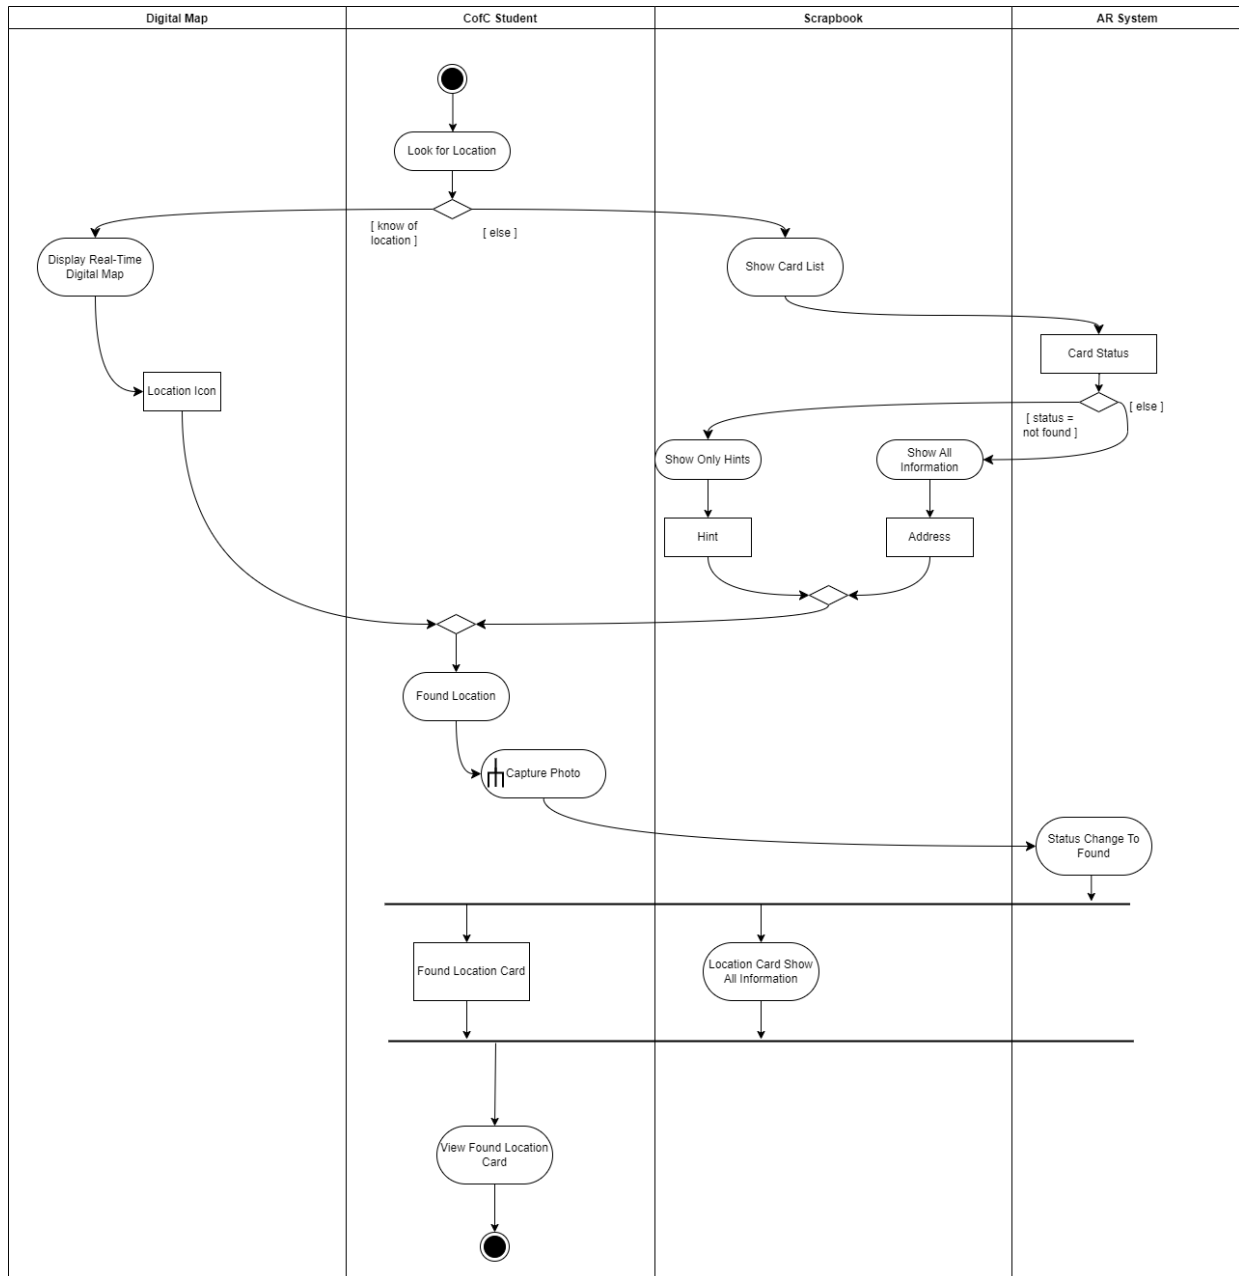 Digital Map
CofC Student
Scrapbook
AR System
Look for Location
[ know of
location ]
[ else ]
Display Real-Time
Digital Map
Show Card List
Card Status
Location Icon
[ status =
not found ]
[ else ]
Show Only Hints
Show All
Information
Hint
Address
Found Location
Capture Photo
Status Change To
Found
Found Location Card
Location Card Show
All Information
View Found Location
Card